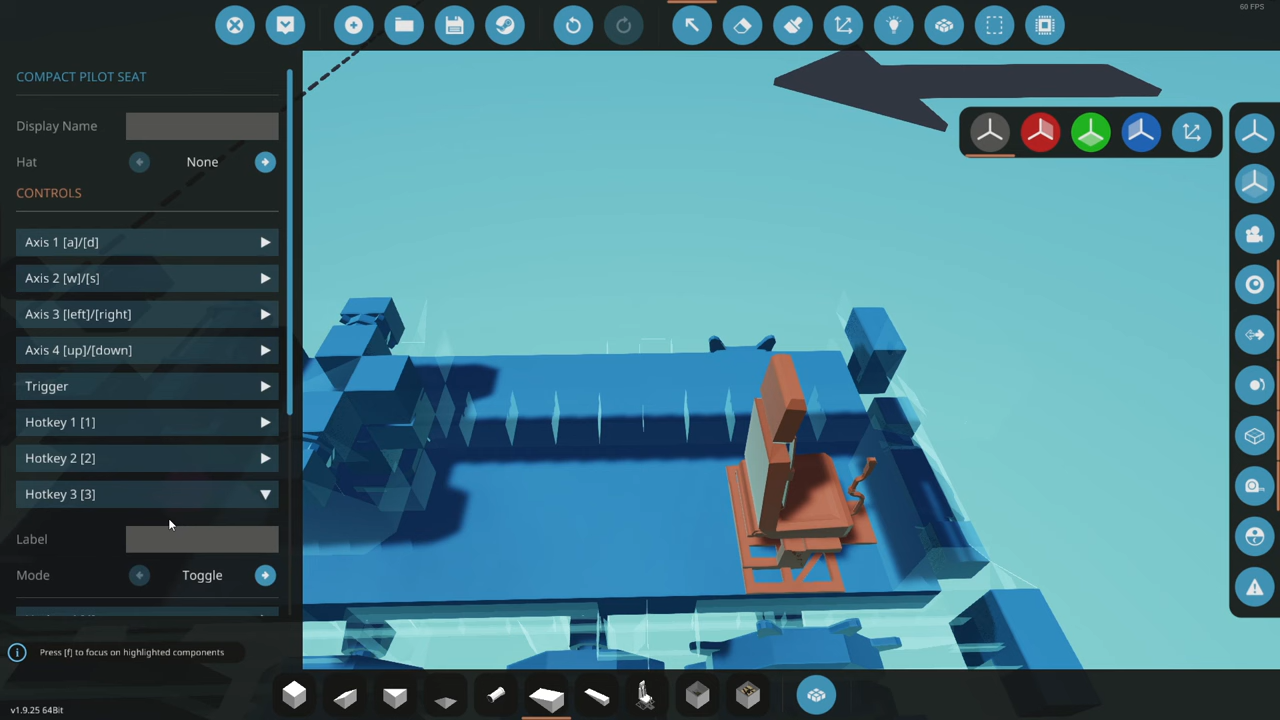 60 FPS
COMPACT PILOT SEAT
Display Name
Hat None
CONTROLS
Axis 1 [a]/[d]
Axis 2 [w]/[s]
Axis 3 [left]/[right]
Axis 4 [up]/[down]
Trigger
Hotkey 1 [1]
Hotkey 2 [2]
Hotkey 3 [3]
Label
Mode Toggle
Press [f] to focus on highlighted components
v1.9.25 64Bit